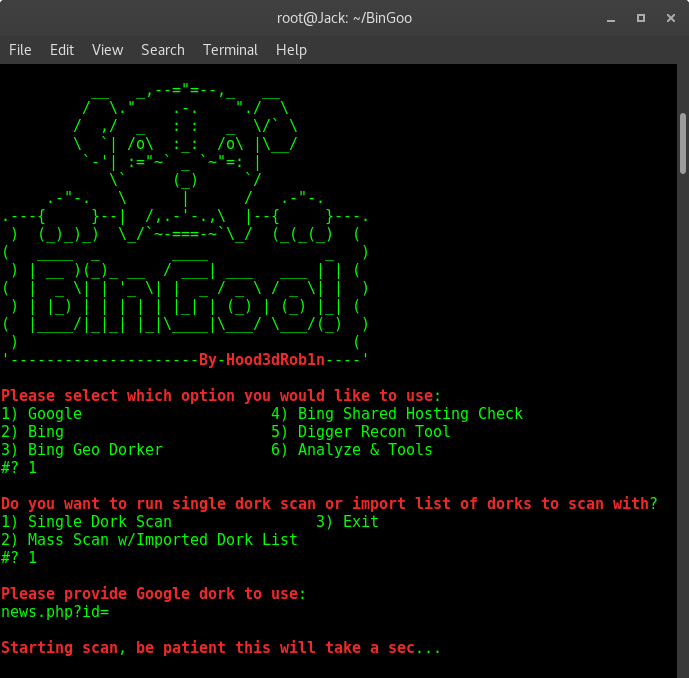 root@Jack: ~/BinGoo
File Edit View Search Terminal Help
BinGoo!
By-Hood3dRob1n
Please select which option you would like to use:
1) Google 4) Bing Shared Hosting Check
2) Bing 5) Digger Recon Tool
3) Bing Geo Dorker 6) Analyze & Tools
#? 1
Do you want to run single dork scan or import list of dorks to scan with?
1) Single Dork Scan 3) Exit
2) Mass Scan w/Imported Dork List
#? 1
Please provide Google dork to use:
news.php?id=
Starting scan, be patient this will take a sec...